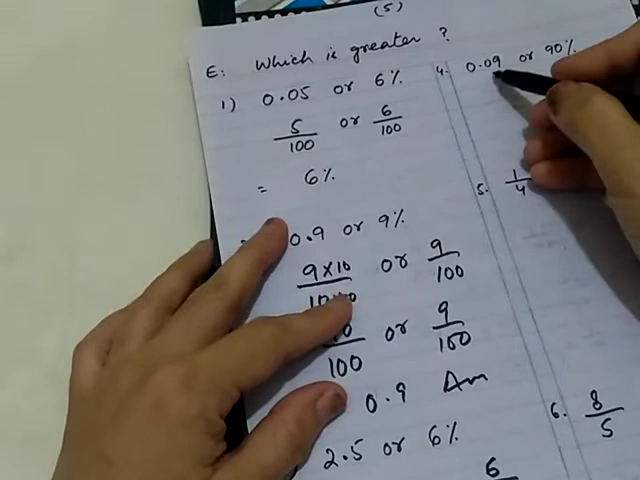 (5)
E: Which is greater ?
1) 0.05 or 6%
5/100 or 6/100
= 6%
0.9 or 9%
9×10/10×10 or 9/100
/100 or 9/100
0.9 Ans
2.5 or 6%
6
4. 0.09 or 90%
5. 1/4
6. 8/5